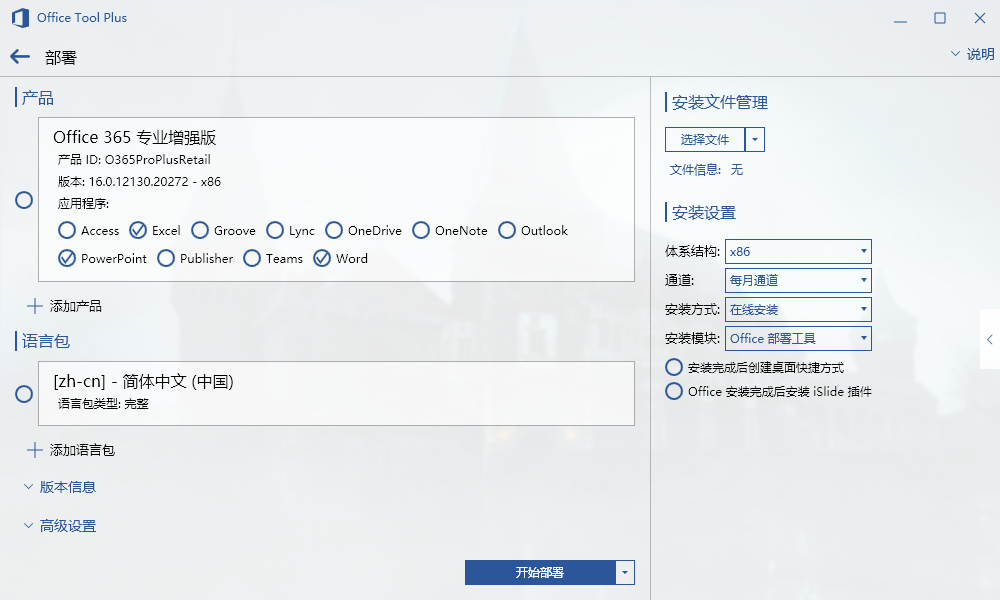 Office Tool Plus
部署
说明
产品
Office 365 专业增强版
产品 ID: O365ProPlusRetail
版本: 16.0.12130.20272 - x86
应用程序:
Access Excel Groove Lync OneDrive OneNote Outlook
PowerPoint Publisher Teams Word
添加产品
语言包
[zh-cn] - 简体中文 (中国)
语言包类型: 完整
添加语言包
版本信息
高级设置
开始部署
安装文件管理
选择文件
文件信息: 无
安装设置
体系结构: x86
通道: 每月通道
安装方式: 在线安装
安装模块: Office 部署工具
安装完成后创建桌面快捷方式
Office 安装完成后安装 iSlide 插件